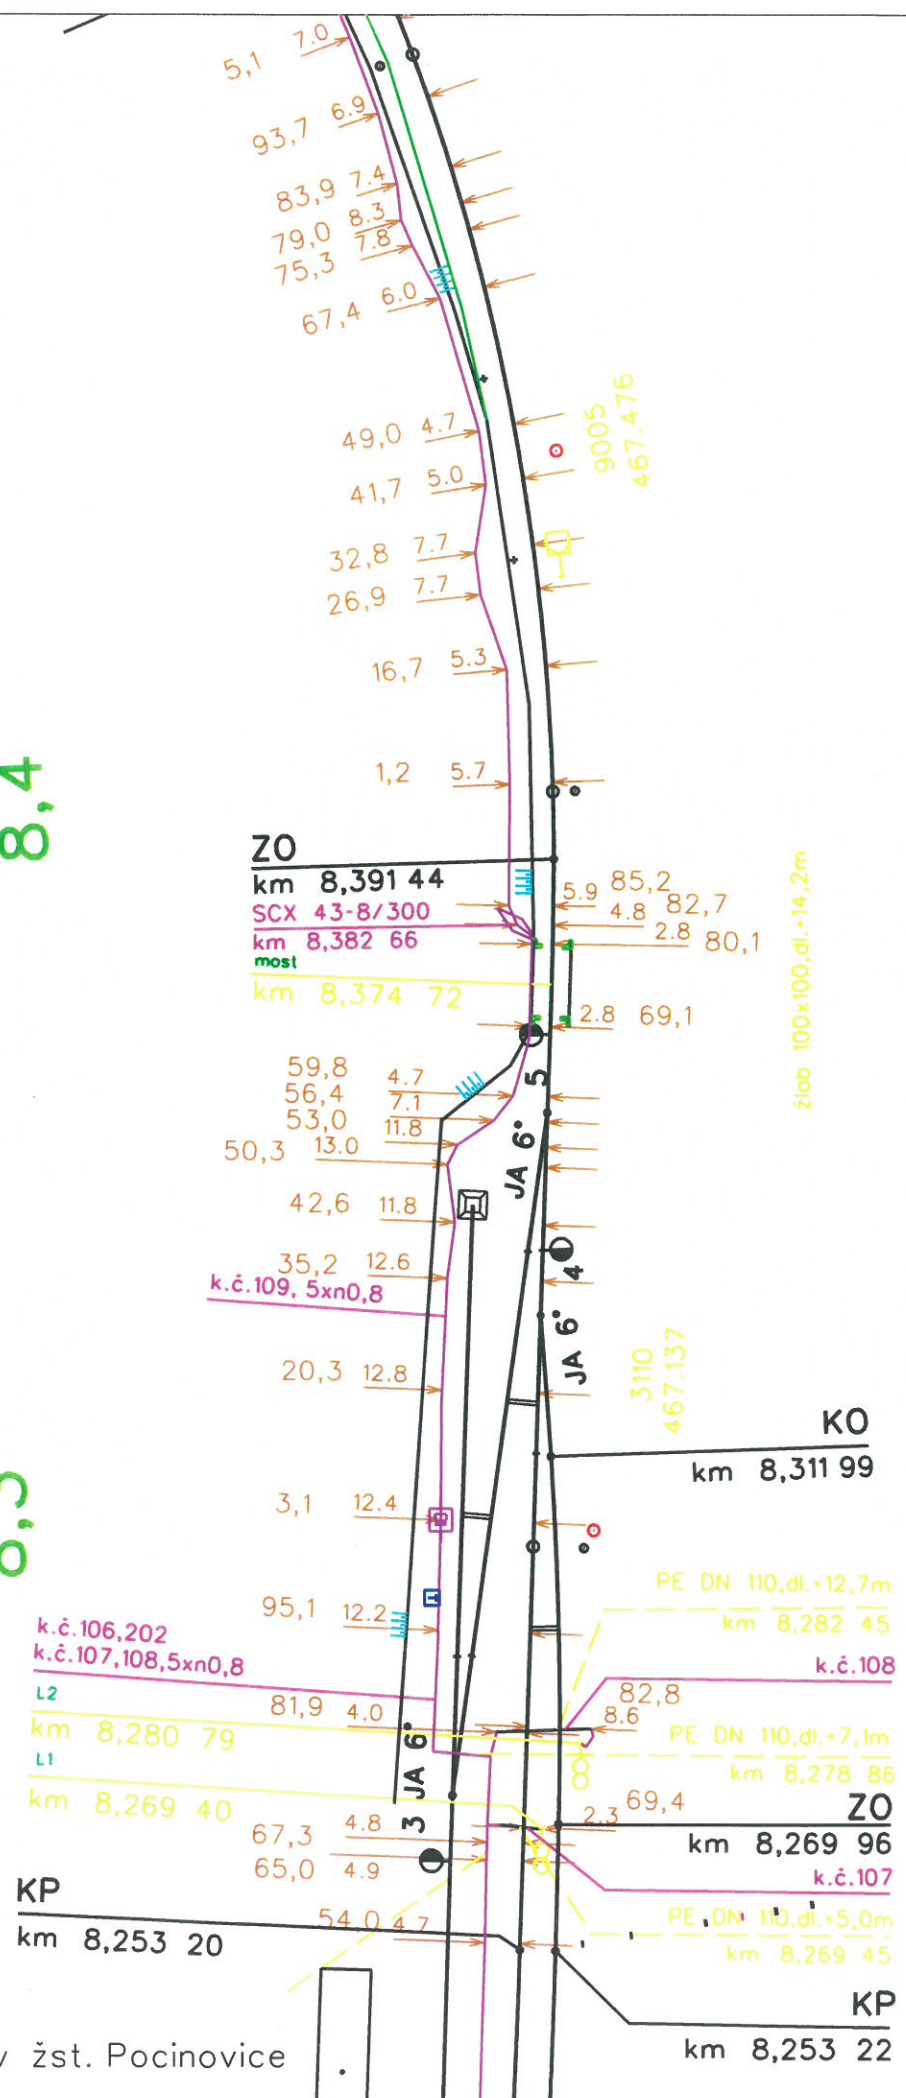 5,1 7.0
93,7 6.9
83,9 7.4
79,0 8.3
75,3 7.8
67,4 6.0
49,0 4.7
9005
467.476
41,7 5.0
32,8 7.7
26,9 7.7
16,7 5.3
1,2 5.7
8,4
ZO
km 8,391 44
SCX 43-8/300
km 8,382 66
most
km 8,374 72
5.9 85,2
4.8 82,7
2.8 80,1
2.8 69,1
žlab 100x100,dl.=14,2m
59,8 4.7
56,4 7.1
53,0 11.8
50,3 13.0
JA 6° 5
42,6 11.8
35,2 12.6
k.č.109, 5xn0,8
JA 6° 4
20,3 12.8
3110
467.137
KO
km 8,311 99
3,1 12.4
95,1 12.2
PE DN 110,dl.=12,7m
km 8,282 45
k.č.106,202
k.č.107,108,5xn0,8
k.č.108
L2
km 8,280 79
81,9 4.0
82,8
8.6
PE DN 110,dl.=7,1m
km 8,278 86
L1
km 8,269 40
3 JA 6°
69,4
2.3
ZO
km 8,269 96
67,3 4.8
65,0 4.9
k.č.107
KP
km 8,253 20
54,0 4.7
PE DN 110,dl.=5,0m
km 8,269 45
KP
km 8,253 22
v žst. Pocinovice